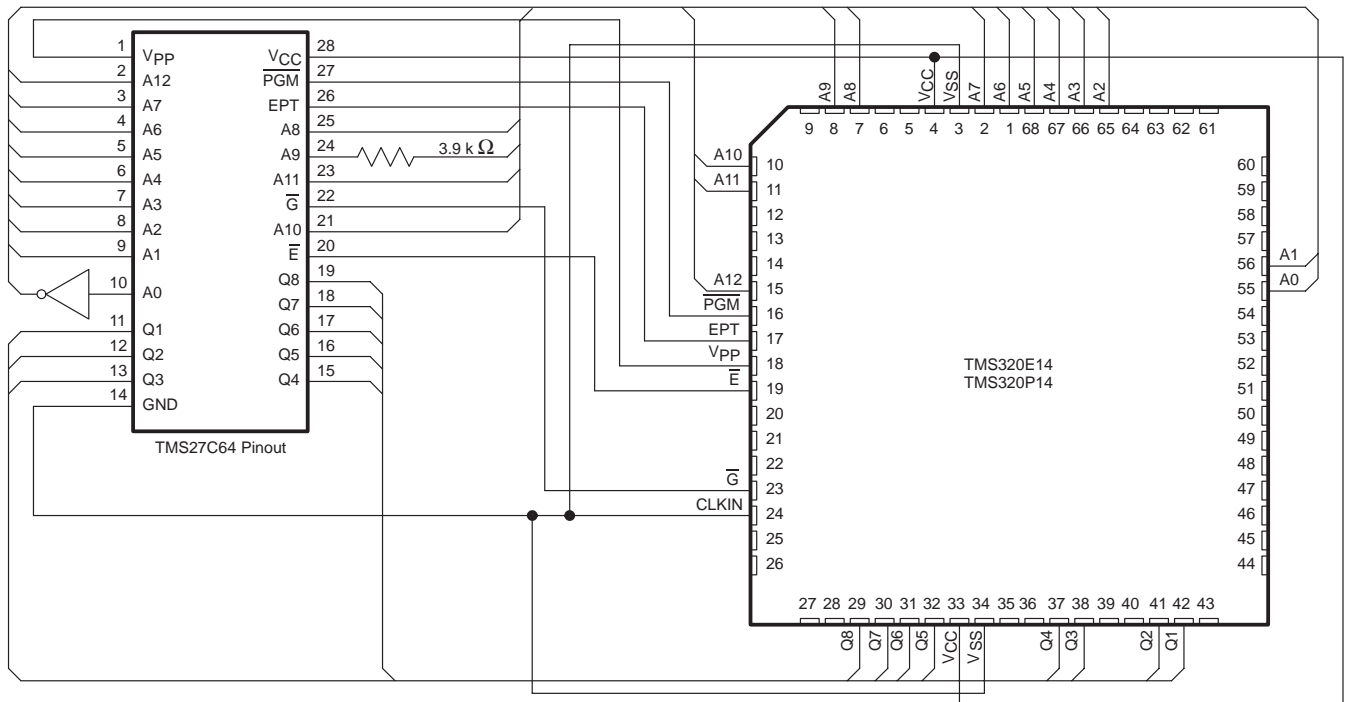 1 VPP
2 A12
3 A7
4 A6
5 A5
6 A4
7 A3
8 A2
9 A1
10 A0
11 Q1
12 Q2
13 Q3
14 GND
VCC 28
PGM 27
EPT 26
A8 25
A9 24
3.9 k Ω
A11 23
G 22
A10 21
E 20
Q8 19
Q7 18
Q6 17
Q5 16
Q4 15
TMS27C64 Pinout
A9 A8 VCC VSS A7 A6 A5 A4 A3 A2
9 8 7 6 5 4 3 2 1 68 67 66 65 64 63 62 61
A10 10
A11 11
12
13
14
A12 15
PGM 16
EPT 17
VPP 18
E 19
20
21
22
G 23
CLKIN 24
25
26
TMS320E14
TMS320P14
60
59
58
57
56 A1
55 A0
54
53
52
51
50
49
48
47
46
45
44
27 28 29 30 31 32 33 34 35 36 37 38 39 40 41 42 43
Q8 Q7 Q6 Q5 VCC VSS Q4 Q3 Q2 Q1